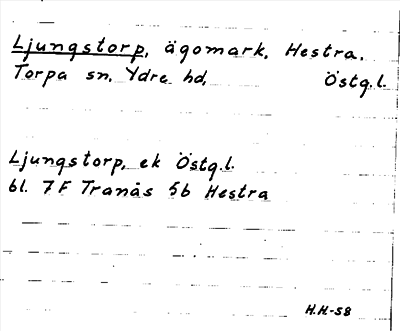 Ljungstorp, ägomark, Hestra.
Torpa sn, Ydre hd, Östg.l.
Ljungstorp, ek Östg.l.
bl. 7F Tranås 5b Hestra
H.H-58